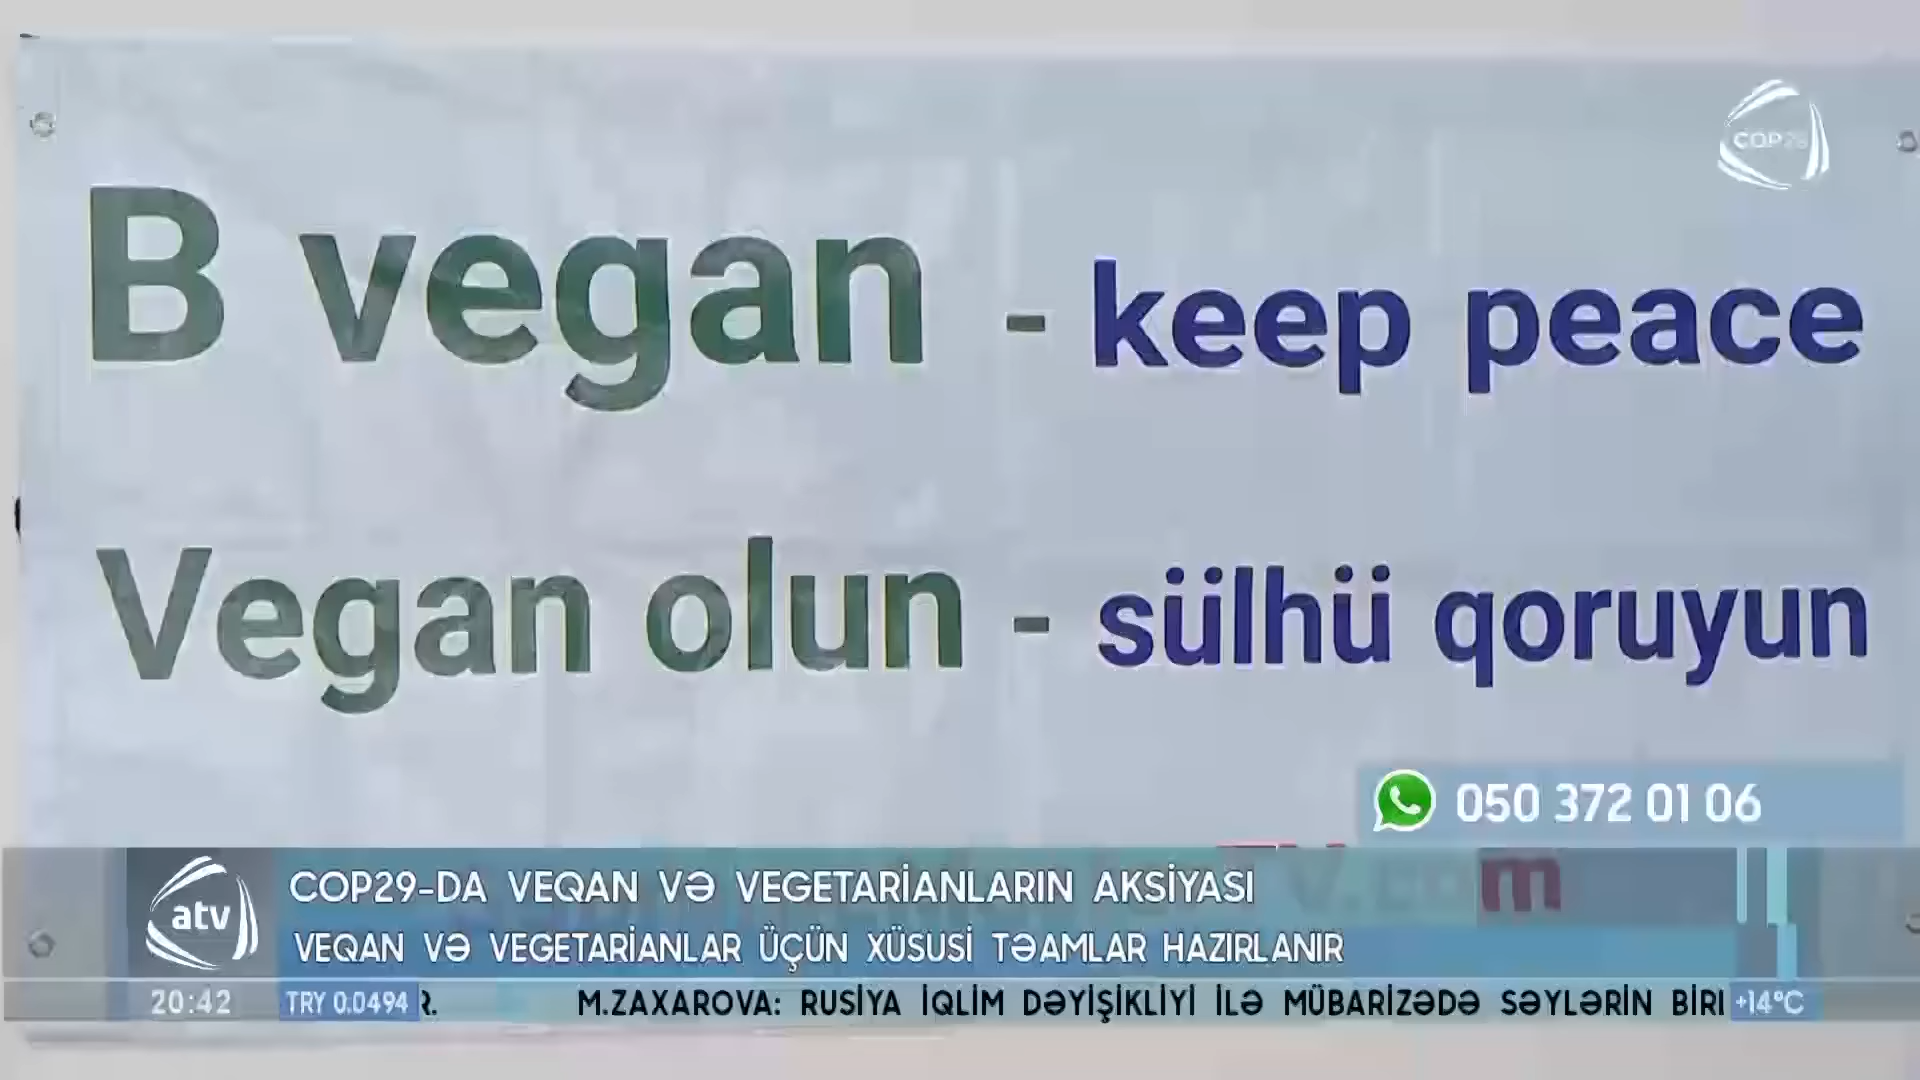 COP29
B vegan - keep peace
Vegan olun - sülhü qoruyun
050 372 01 06
atv
COP29-DA VEQAN VƏ VEGETARİANLARIN AKSİYASI
VEQAN VƏ VEGETARİANLAR ÜÇÜN XÜSUSİ TƏAMLAR HAZIRLANIR
20:42 TRY 0.0494 R. M.ZAXAROVA: RUSİYA İQLİM DƏYİŞİKLİYİ İLƏ MÜBARİZƏDƏ SƏYLƏRİN BİRİ +14°C